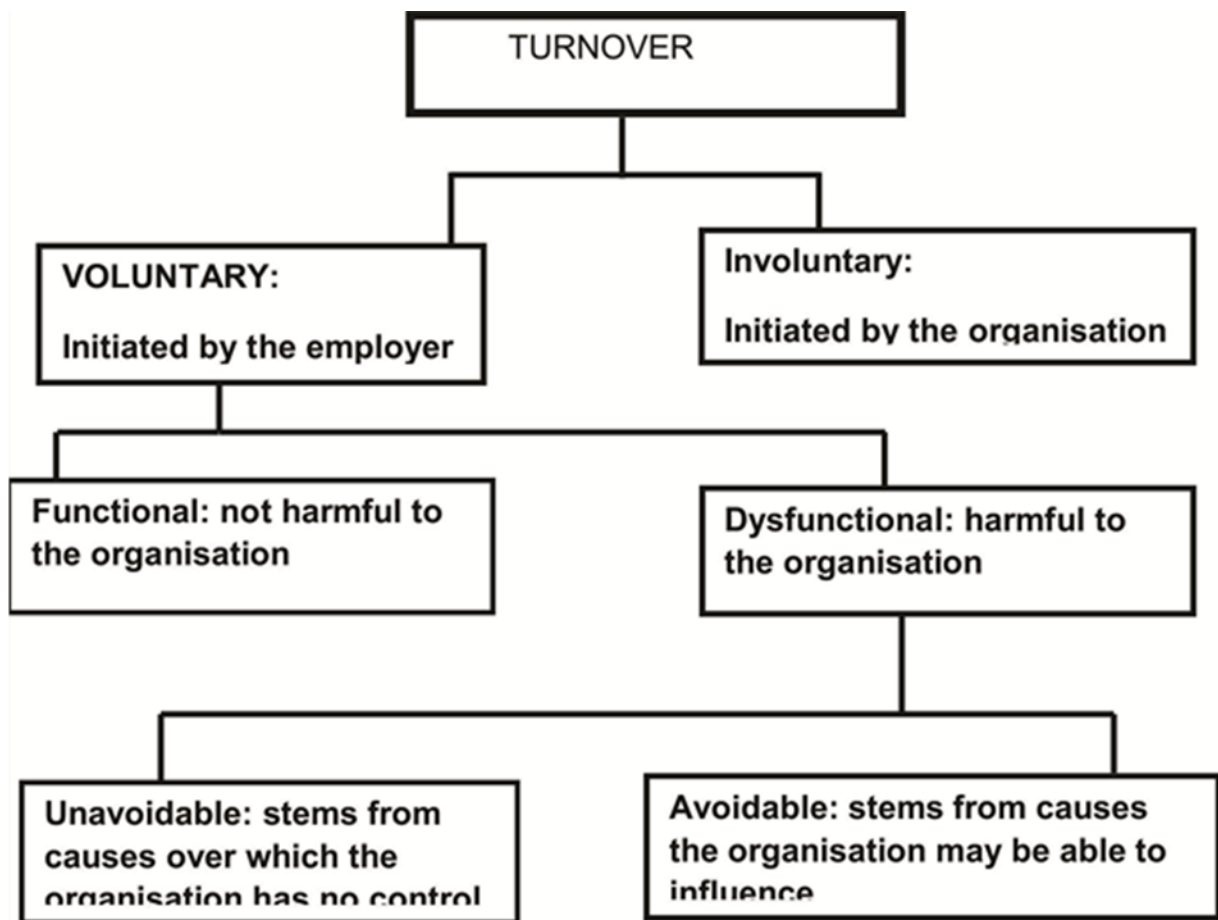 TURNOVER
VOLUNTARY:
Initiated by the employer
Involuntary:
Initiated by the organisation
Functional: not harmful to
the organisation
Dysfunctional: harmful to
the organisation
Unavoidable: stems from
causes over which the
organisation has no control
Avoidable: stems from causes
the organisation may be able to
influence